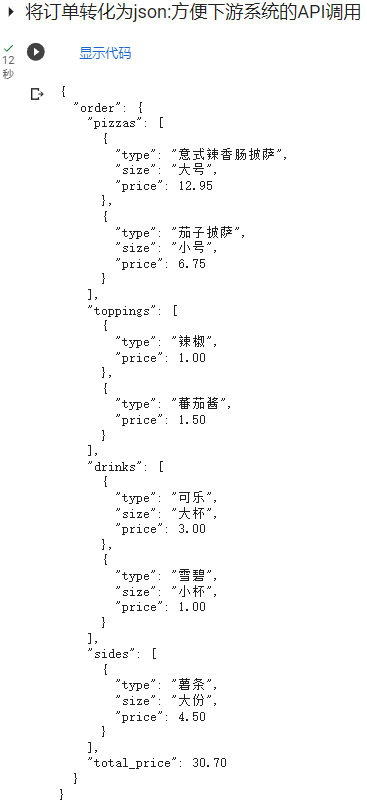 将订单转化为json:方便下游系统的API调用
12
秒
显示代码
{
  "order": {
    "pizzas": [
      {
        "type": "意式辣香肠披萨",
        "size": "大号",
        "price": 12.95
      },
      {
        "type": "茄子披萨",
        "size": "小号",
        "price": 6.75
      }
    ],
    "toppings": [
      {
        "type": "辣椒",
        "price": 1.00
      },
      {
        "type": "蕃茄酱",
        "price": 1.50
      }
    ],
    "drinks": [
      {
        "type": "可乐",
        "size": "大杯",
        "price": 3.00
      },
      {
        "type": "雪碧",
        "size": "小杯",
        "price": 1.00
      }
    ],
    "sides": [
      {
        "type": "薯条",
        "size": "大份",
        "price": 4.50
      }
    ],
    "total_price": 30.70
  }
}